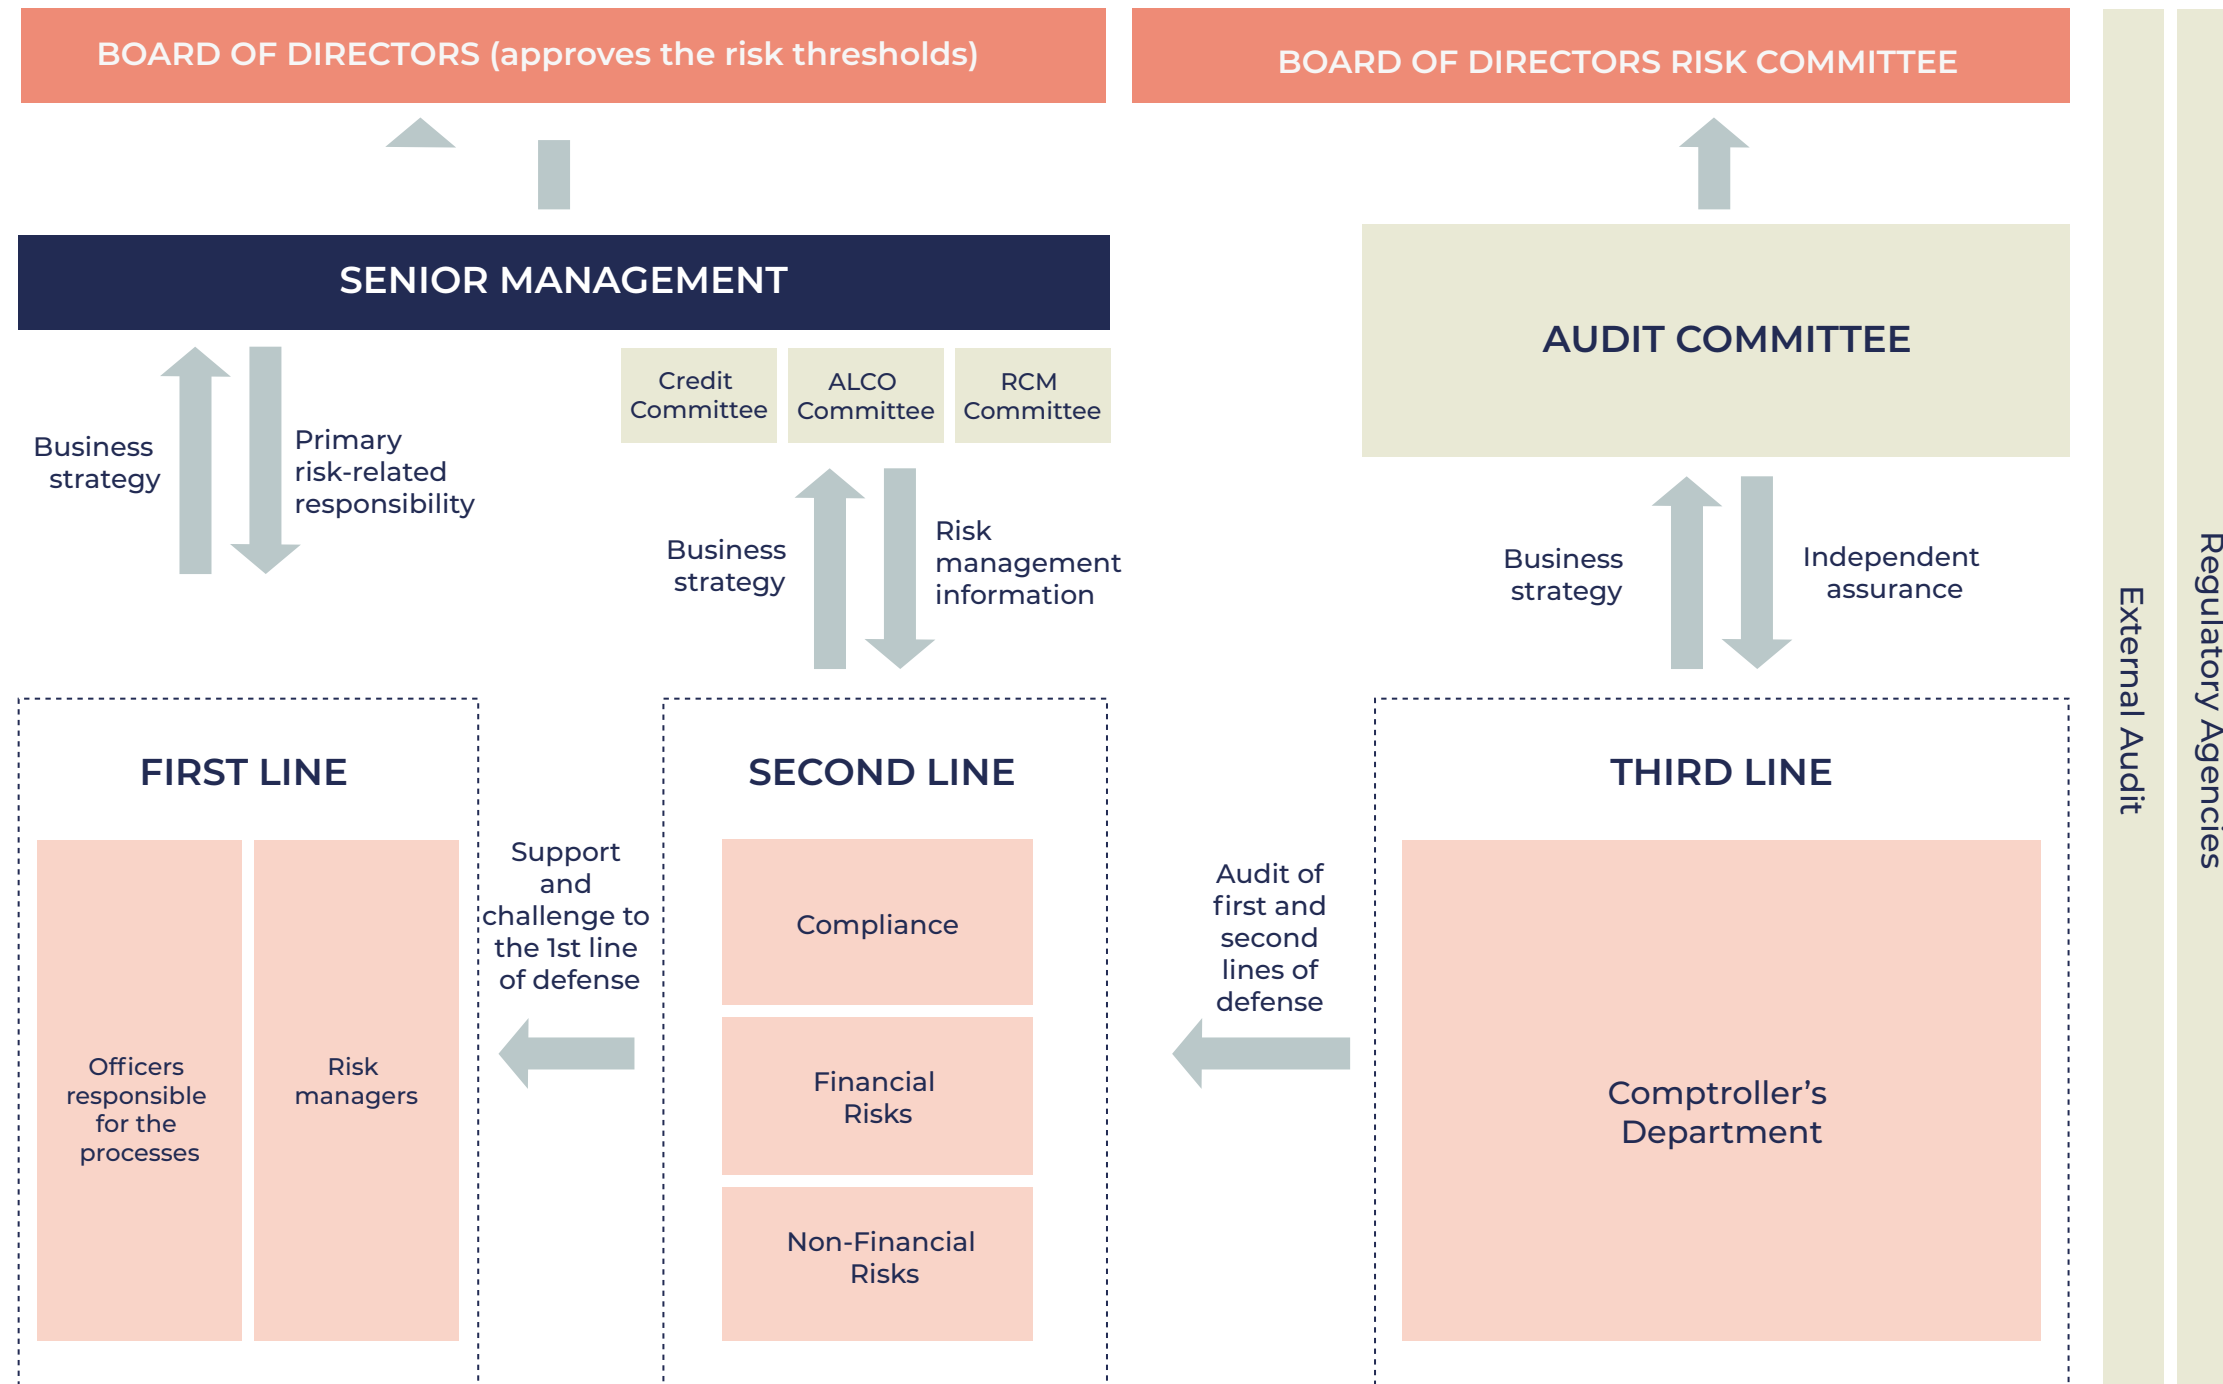 BOARD OF DIRECTORS (approves the risk thresholds)
BOARD OF DIRECTORS RISK COMMITTEE
SENIOR MANAGEMENT
AUDIT COMMITTEE
Credit
Committee
ALCO
Committee
RCM
Committee
Business
strategy
Primary
risk-related
responsibility
Business
strategy
Risk
management
information
Business
strategy
Independent
assurance
FIRST LINE
Officers
responsible
for the
processes
Risk
managers
Support
and
challenge to
the 1st line
of defense
SECOND LINE
Compliance
Financial
Risks
Non-Financial
Risks
Audit of
first and
second
lines of
defense
THIRD LINE
Comptroller’s
Department
External Audit
Regulatory Agencies